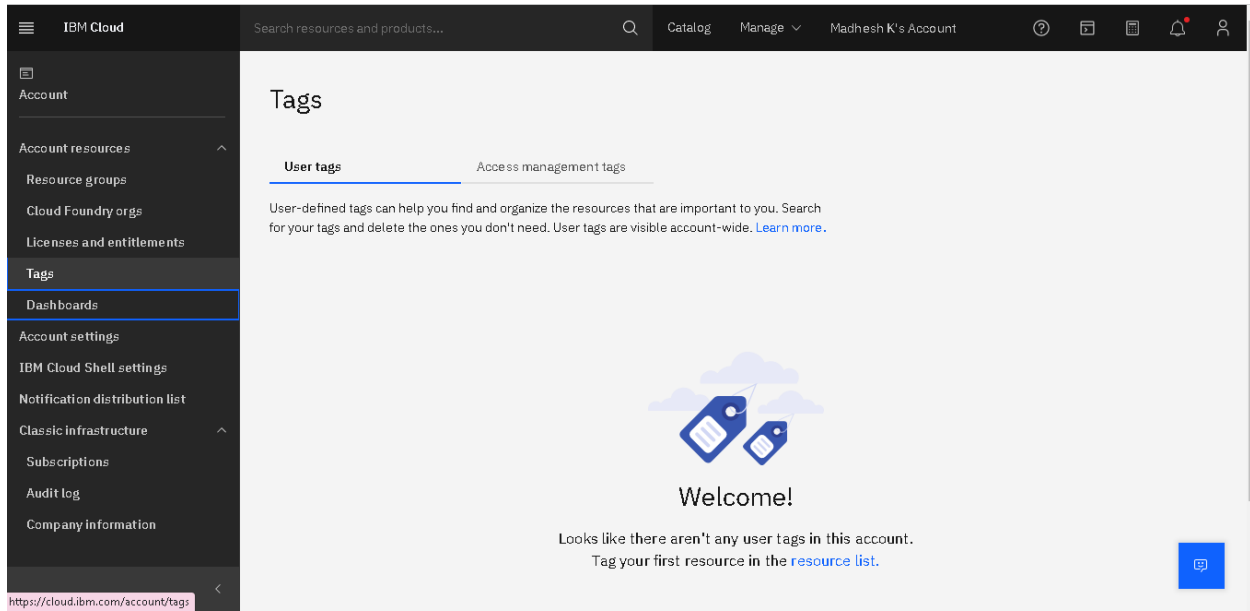 IBM Cloud
Search resources and products...
Catalog
Manage
Madhesh K's Account
Account
Account resources
Resource groups
Cloud Foundry orgs
Licenses and entitlements
Tags
Dashboards
Account settings
IBM Cloud Shell settings
Notification distribution list
Classic infrastructure
Subscriptions
Audit log
Company information
https://cloud.ibm.com/account/tags
Tags
User tags
Access management tags
User-defined tags can help you find and organize the resources that are important to you. Search
for your tags and delete the ones you don't need. User tags are visible account-wide. Learn more.
Welcome!
Looks like there aren't any user tags in this account.
Tag your first resource in the resource list.